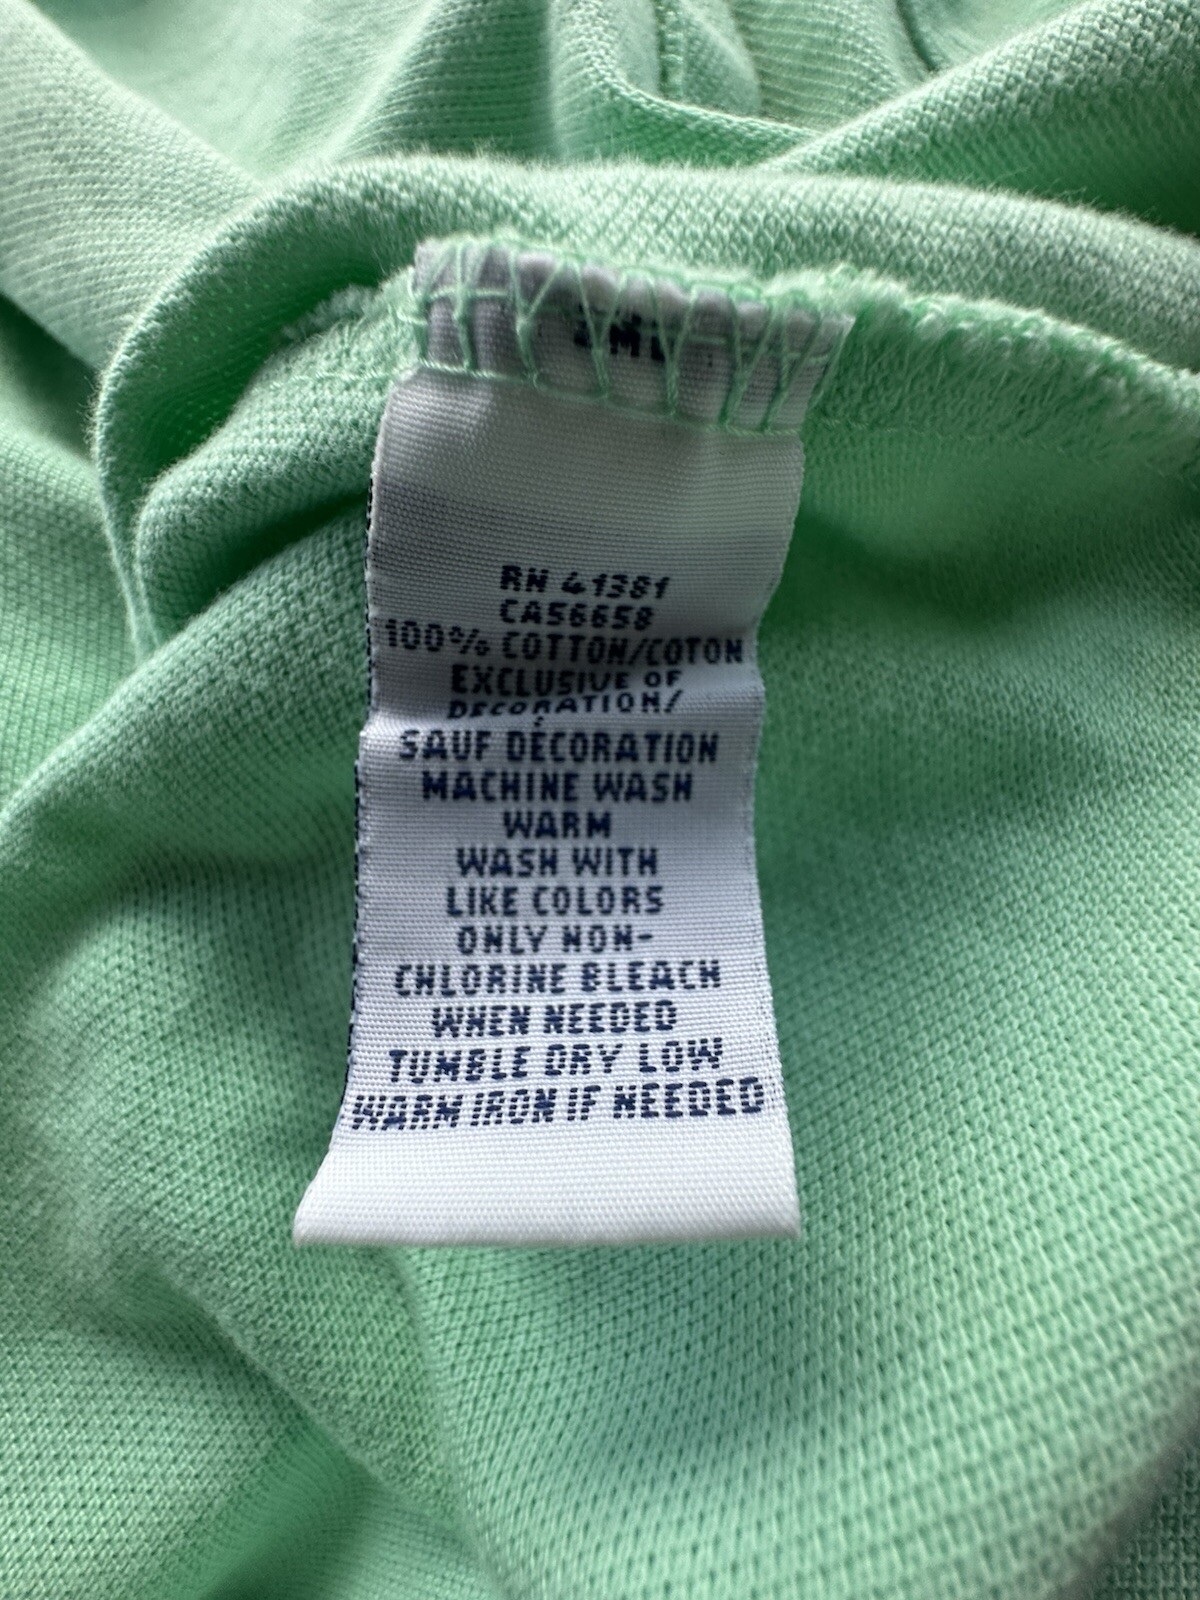 RN 41381
CA56658
100% COTTON/COTON
EXCLUSIVE OF
DECORATION/
SAUF DÉCORATION
MACHINE WASH
WARM
WASH WITH
LIKE COLORS
ONLY NON-
CHLORINE BLEACH
WHEN NEEDED
TUMBLE DRY LOW
WARM IRON IF NEEDED